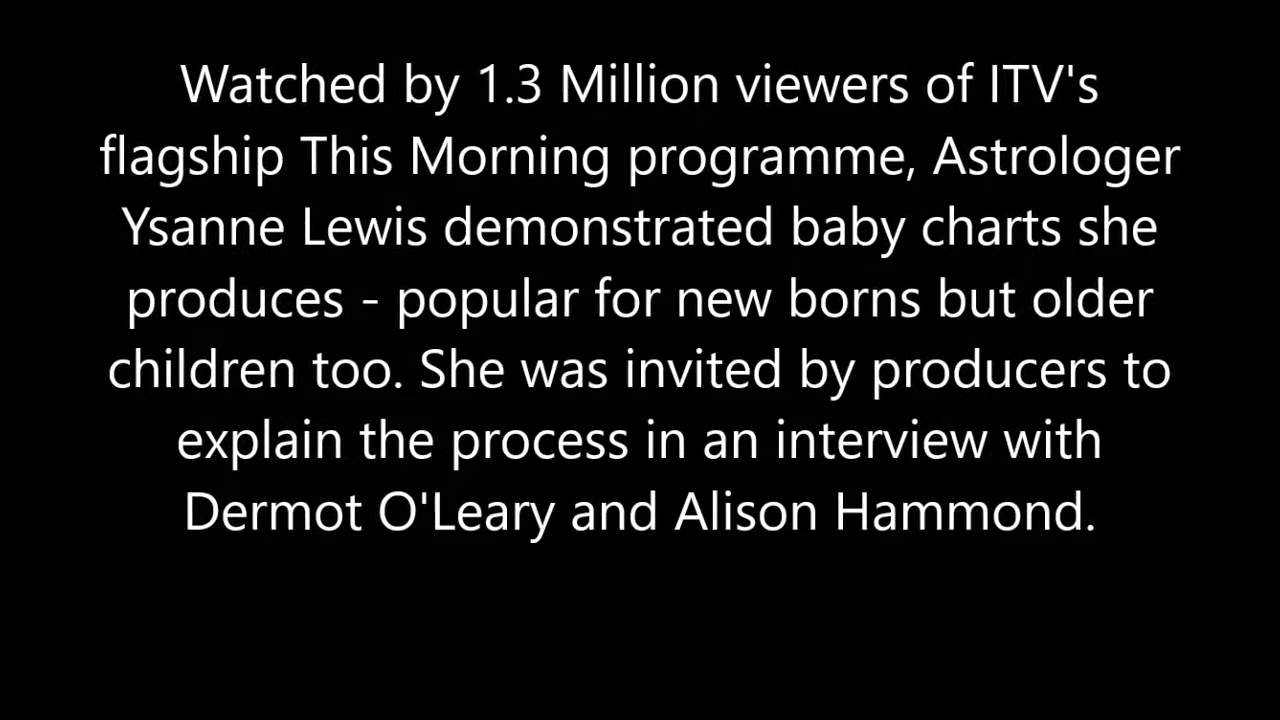 Watched by 1.3 Million viewers of ITV's
flagship This Morning programme, Astrologer
Ysanne Lewis demonstrated baby charts she
produces - popular for new borns but older
children too. She was invited by producers to
explain the process in an interview with
Dermot O'Leary and Alison Hammond.